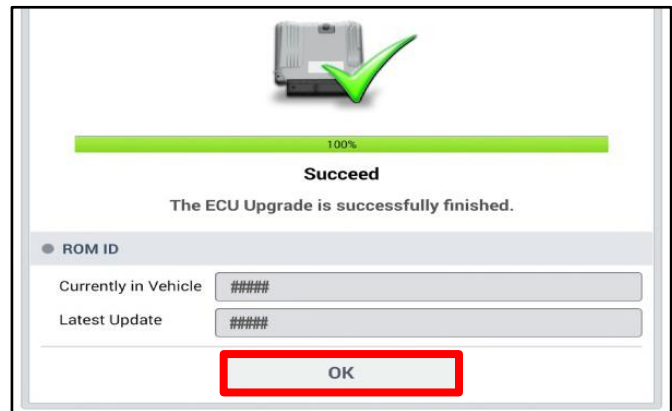 100%
Succeed
The ECU Upgrade is successfully finished.
ROM ID
Currently in Vehicle #####
Latest Update #####
OK